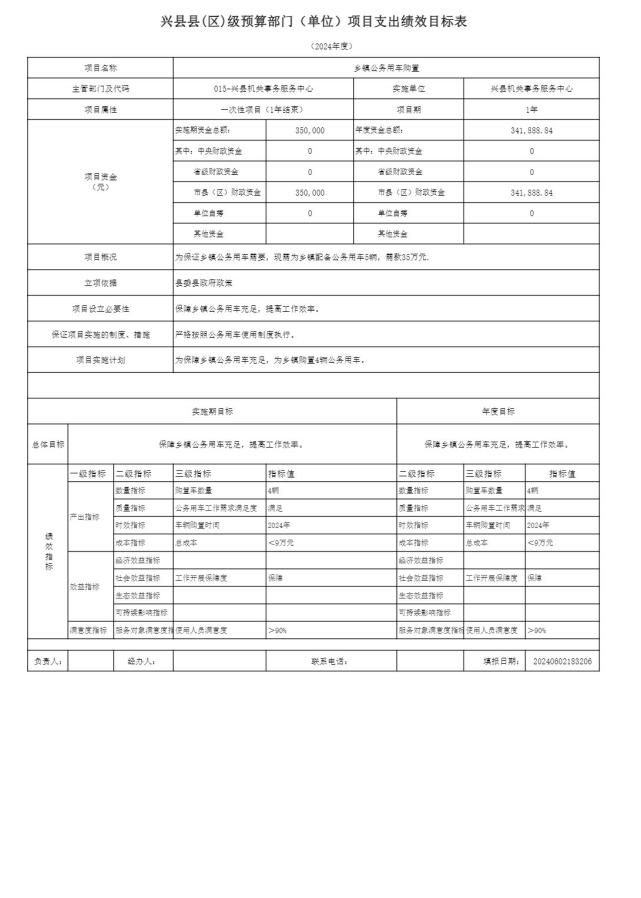 兴县县(区)级预算部门（单位）项目支出绩效目标表
（2024年度）
项目名称 乡镇公务用车购置
主管部门及代码 015-兴县机关事务服务中心 实施单位 兴县机关事务服务中心
项目属性 一次性项目（1年结束） 项目期 1年
项目资金（元） 实施期资金总额： 350,000 年度资金总额： 341,888.84
其中：中央财政资金 0 其中：中央财政资金 0
省级财政资金 0 省级财政资金 0
市县（区）财政资金 350,000 市县（区）财政资金 341,888.84
单位自筹 0 单位自筹 0
其他资金 其他资金
项目概况 为保证乡镇公务用车需要，现需为乡镇配备公务用车5辆，需款35万元.
立项依据 县委县政府政策
项目设立必要性 保障乡镇公务用车充足，提高工作效率。
保证项目实施的制度、措施 严格按照公务用车使用制度执行。
项目实施计划 为保障乡镇公务用车充足，为乡镇购置4辆公务用车。
实施期目标 年度目标
总体目标 保障乡镇公务用车充足，提高工作效率。 保障乡镇公务用车充足，提高工作效率。
绩效指标 一级指标 二级指标 三级指标 指标值 二级指标 三级指标 指标值
产出指标 数量指标 购置车数量 4辆 数量指标 购置车数量 4辆
质量指标 公务用车工作需求满足度 满足 质量指标 公务用车工作需求 满足
时效指标 车辆购置时间 2024年 时效指标 车辆购置时间 2024年
成本指标 总成本 <9万元 成本指标 总成本 <9万元
效益指标 经济效益指标 经济效益指标
社会效益指标 工作开展保障度 保障 社会效益指标 工作开展保障度 保障
生态效益指标 生态效益指标
可持续影响指标 可持续影响指标
满意度指标 服务对象满意度指 使用人员满意度 >90% 服务对象满意度指标 使用人员满意度 >90%
负责人： 经办人： 联系电话： 填报日期： 20240602183206